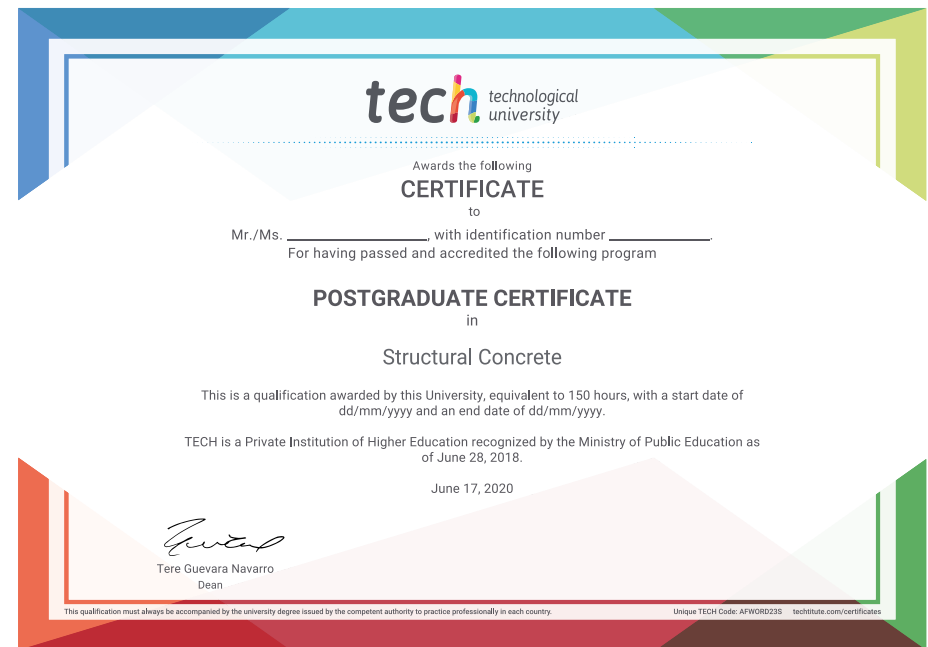 tech technological
university
Awards the following
CERTIFICATE
to
Mr./Ms. ____________________, with identification number ______________.
For having passed and accredited the following program
POSTGRADUATE CERTIFICATE
in
Structural Concrete
This is a qualification awarded by this University, equivalent to 150 hours, with a start date of
dd/mm/yyyy and an end date of dd/mm/yyyy.
TECH is a Private Institution of Higher Education recognized by the Ministry of Public Education as
of June 28, 2018.
June 17, 2020
Tere Guevara Navarro
Dean
This qualification must always be accompanied by the university degree issued by the competent authority to practice professionally in each country.
Unique TECH Code: AFWORD23S techtitute.com/certificates